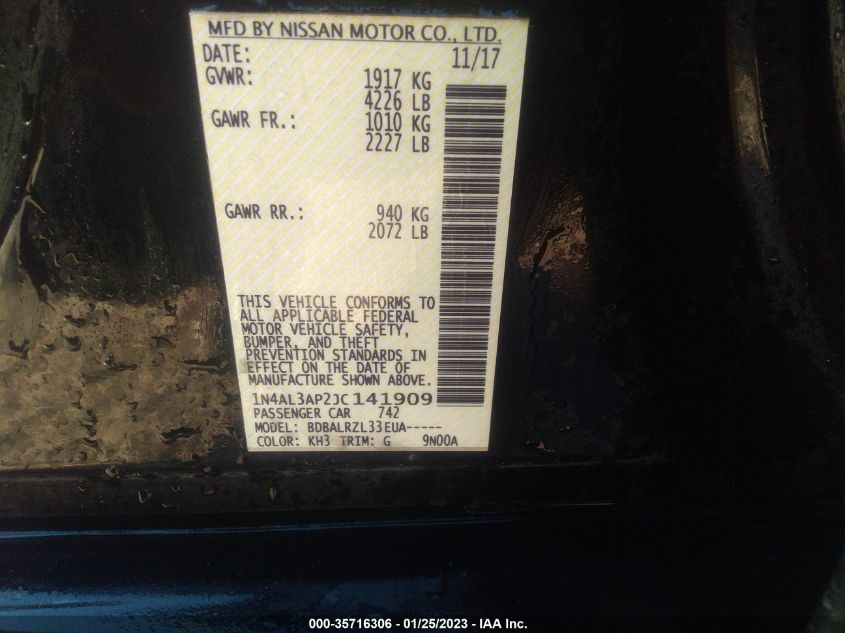 MFD BY NISSAN MOTOR CO., LTD.
DATE: 11/17
GVWR: 1917 KG
4226 LB
GAWR FR.: 1010 KG
2227 LB
GAWR RR.: 940 KG
2072 LB
THIS VEHICLE CONFORMS TO
ALL APPLICABLE FEDERAL
MOTOR VEHICLE SAFETY,
BUMPER, AND THEFT
PREVENTION STANDARDS IN
EFFECT ON THE DATE OF
MANUFACTURE SHOWN ABOVE.
1N4AL3AP2JC141909
PASSENGER CAR 742
MODEL: BDBALRZL33EUA-----
COLOR: KH3 TRIM: G 9N00A
000-35716306 - 01/25/2023 - IAA Inc.